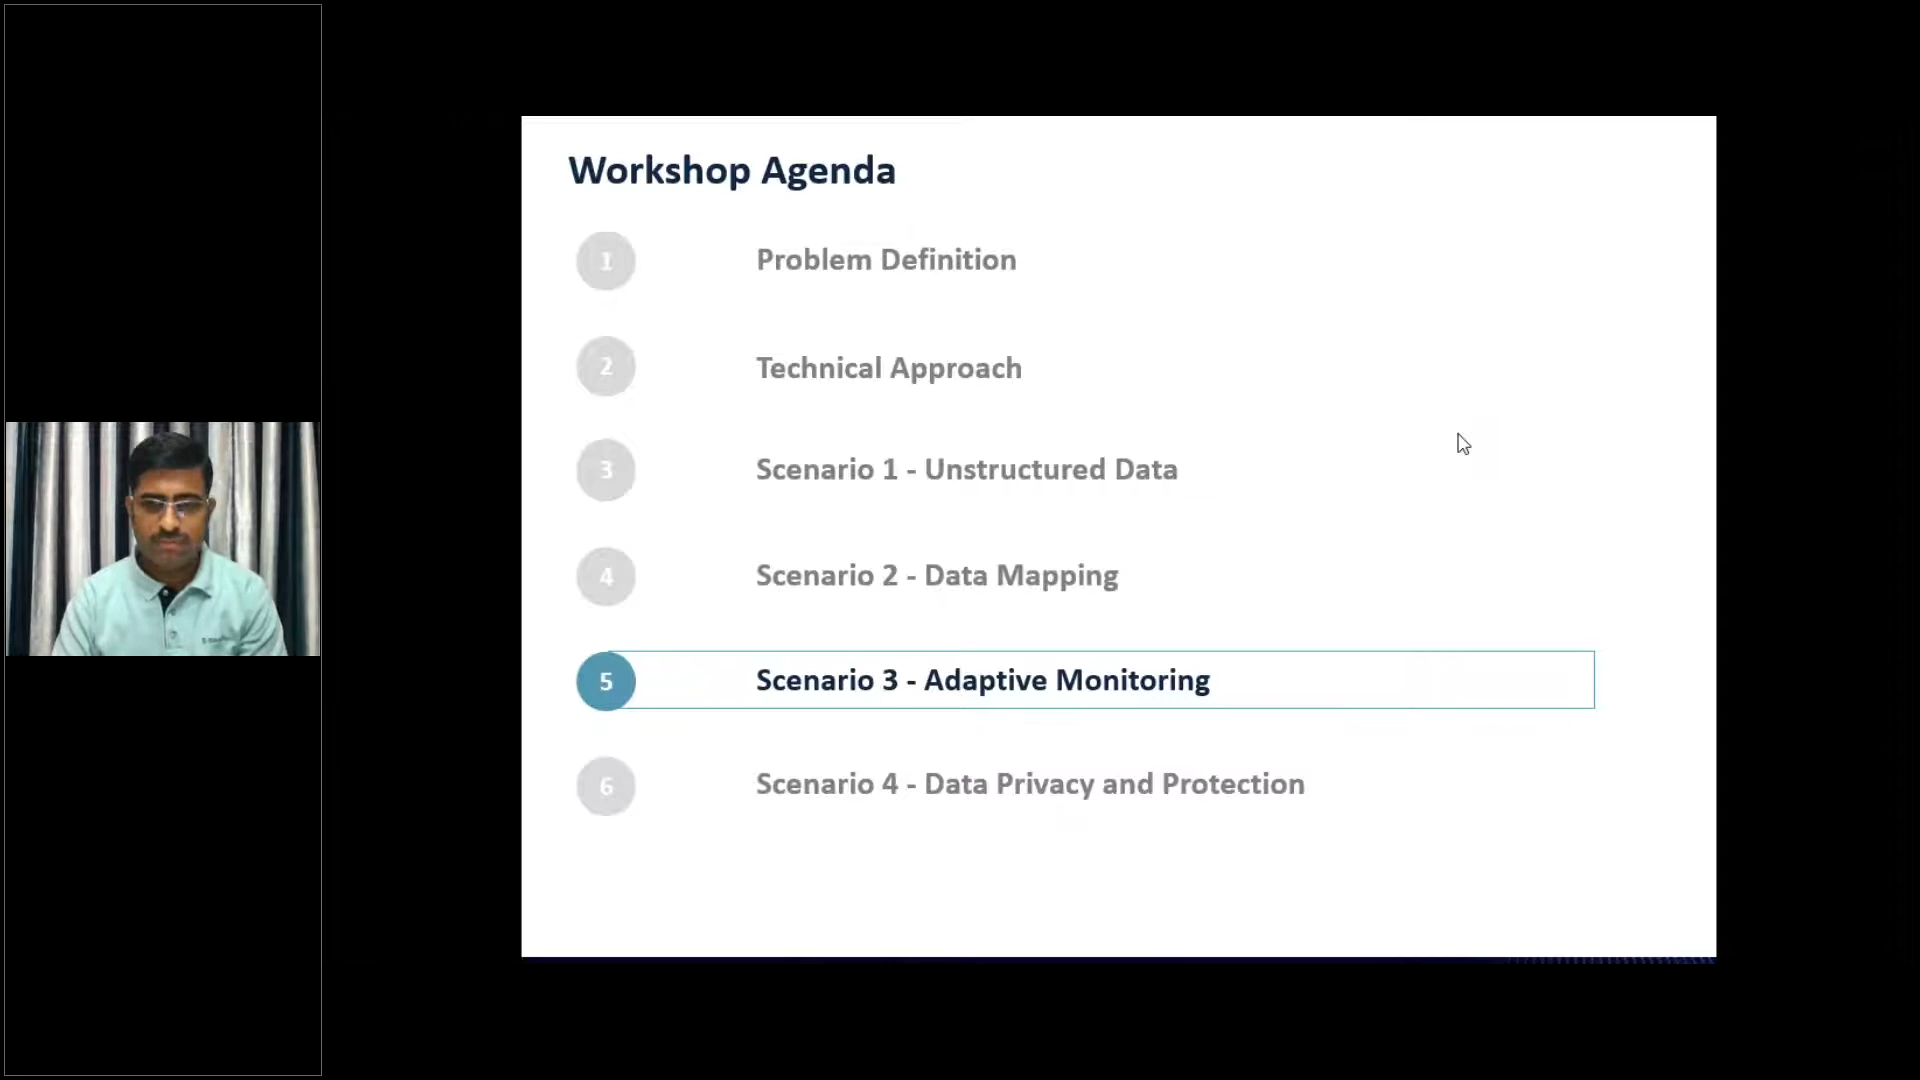 Workshop Agenda
1 Problem Definition
2 Technical Approach
3 Scenario 1 - Unstructured Data
4 Scenario 2 - Data Mapping
5 Scenario 3 - Adaptive Monitoring
6 Scenario 4 - Data Privacy and Protection